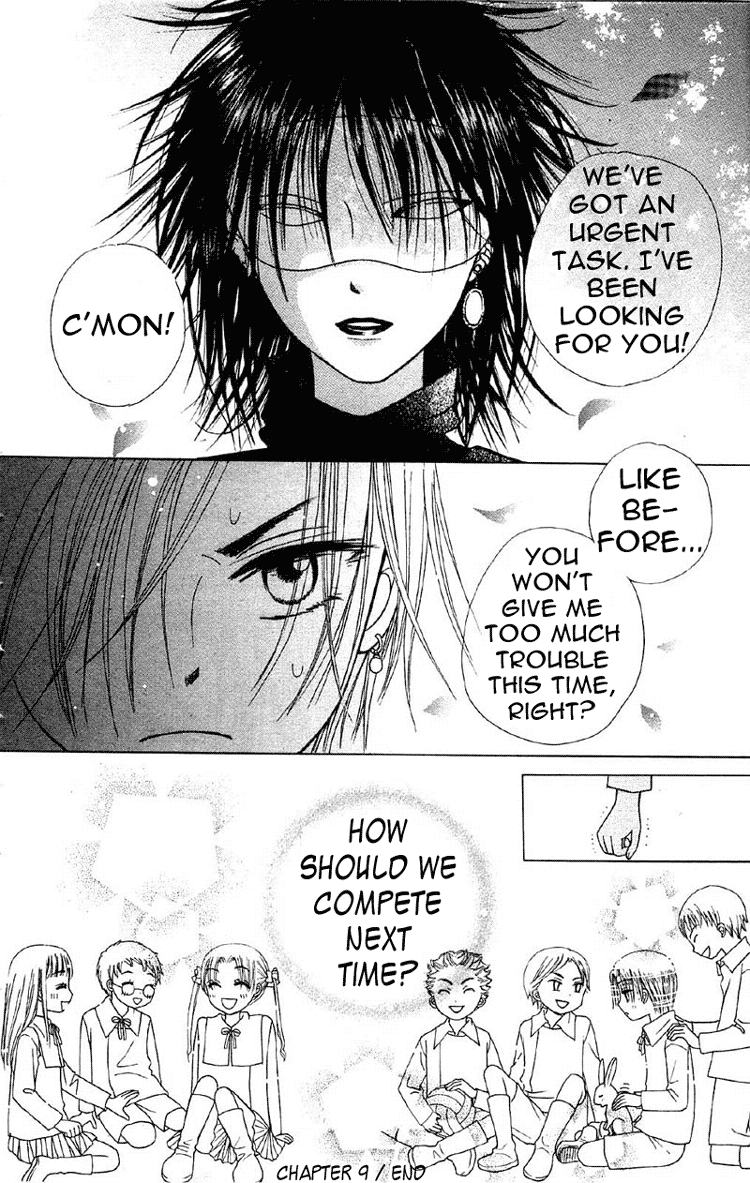 WE'VE
GOT AN
URGENT
TASK. I'VE
BEEN
LOOKING
FOR YOU!
C'MON!
LIKE
BE-
FORE...
YOU
WON'T
GIVE ME
TOO MUCH
TROUBLE
THIS TIME,
RIGHT?
HOW
SHOULD WE
COMPETE
NEXT
TIME?
CHAPTER 9 / END